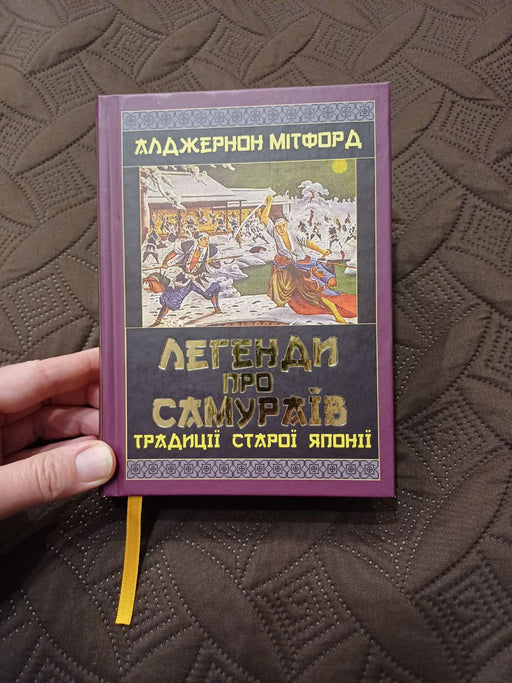 АЛДЖЕРНОН МІТФОРД
ЛЕГЕНДИ
ПРО
САМУРАЇВ
ТРАДИЦІЇ СТАРОЇ ЯПОНІЇ